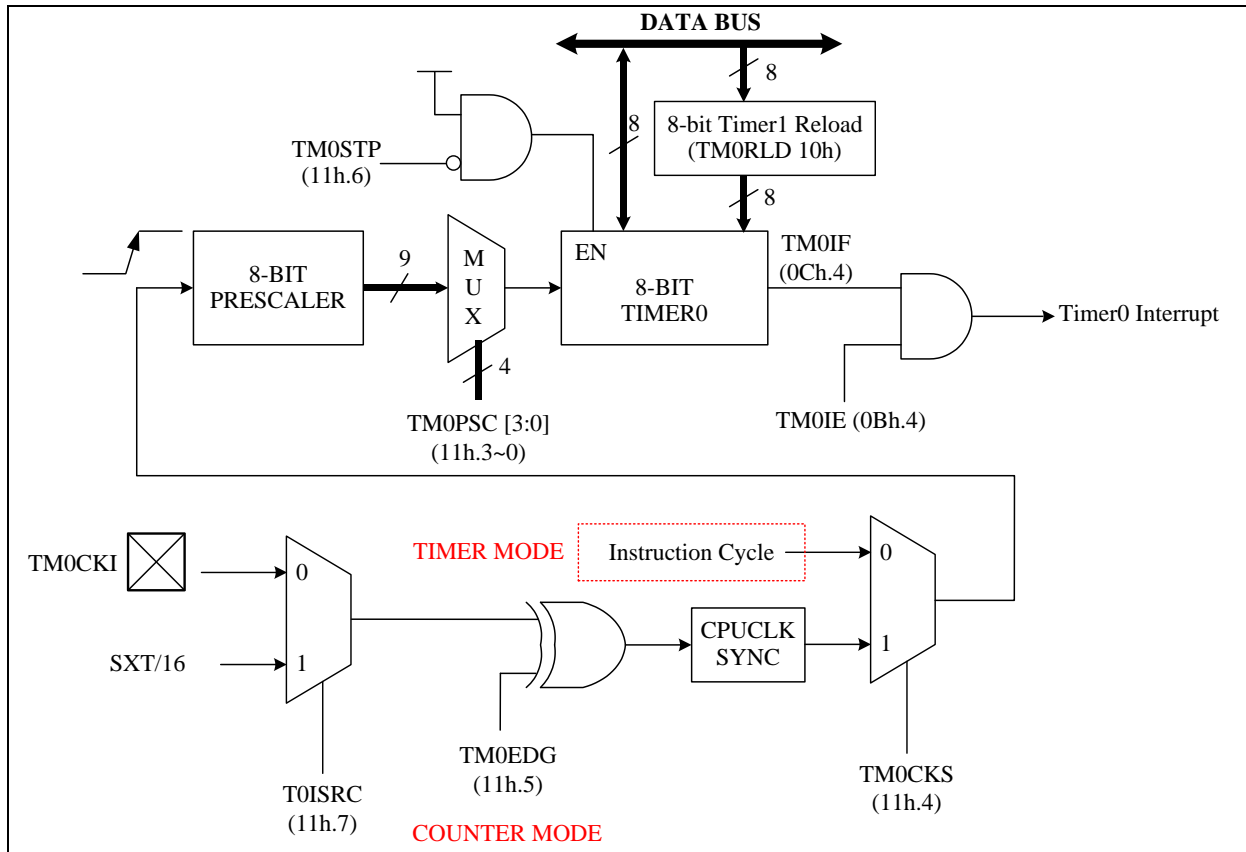 DATA BUS
8
8
8-bit Timer1 Reload
(TM0RLD 10h)
TM0STP
(11h.6)
8
8-BIT
PRESCALER
9
M
U
X
4
TM0PSC [3:0]
(11h.3~0)
EN
8-BIT
TIMER0
TM0IF
(0Ch.4)
Timer0 Interrupt
TM0IE (0Bh.4)
TM0CKI
0
SXT/16
1
T0ISRC
(11h.7)
TIMER MODE
Instruction Cycle
0
CPUCLK
SYNC
1
TM0EDG
(11h.5)
TM0CKS
(11h.4)
COUNTER MODE